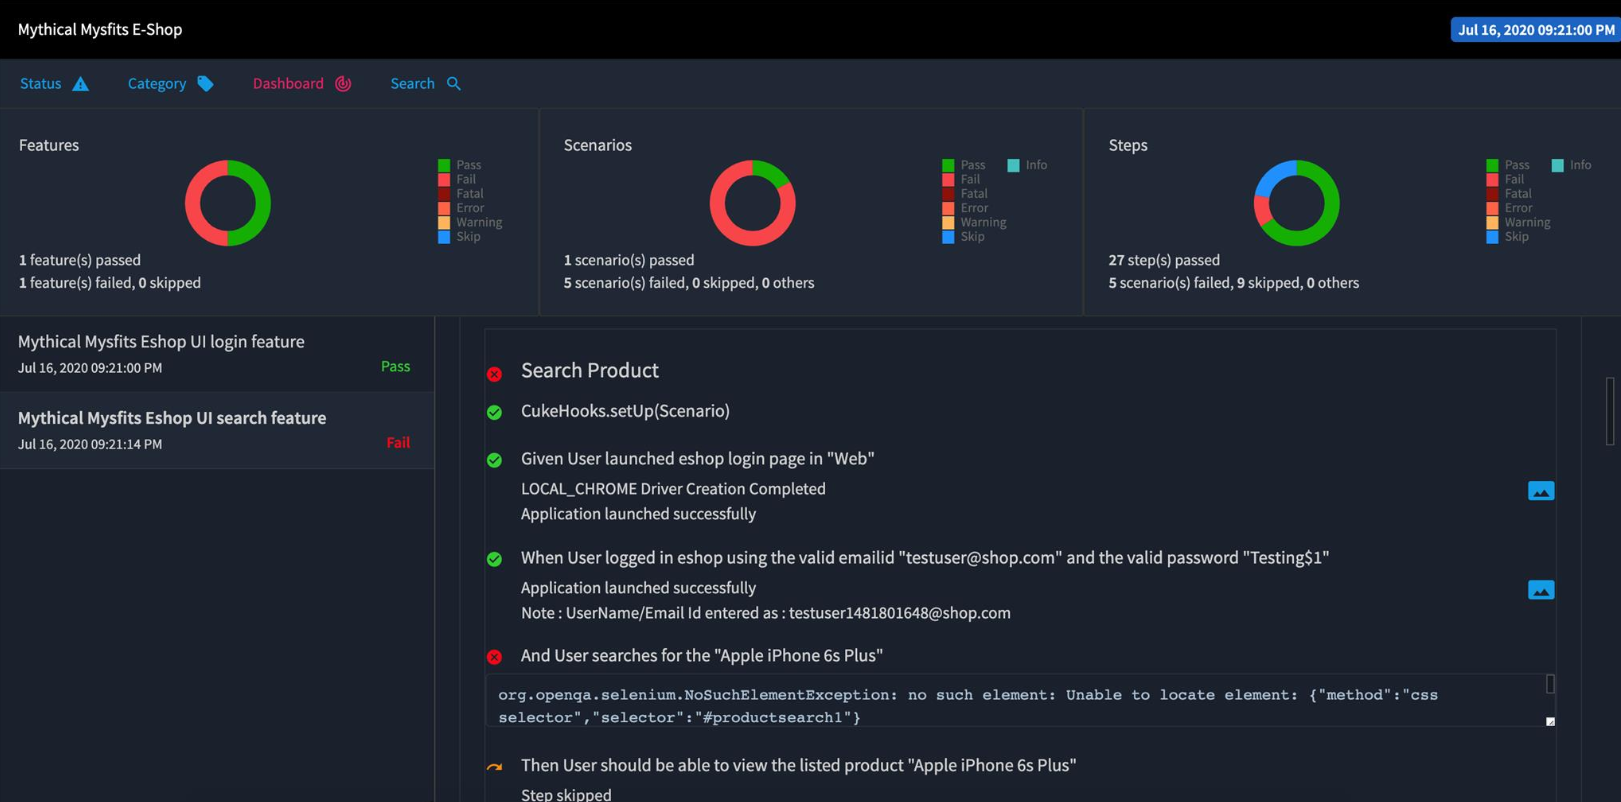 Mythical Mysfits E-Shop
Jul 16, 2020 09:21:00 PM
Status
Category
Dashboard
Search
Features
Pass
Fail
Fatal
Error
Warning
Skip
1 feature(s) passed
1 feature(s) failed, 0 skipped
Scenarios
Pass
Info
Fail
Fatal
Error
Warning
Skip
1 scenario(s) passed
5 scenario(s) failed, 0 skipped, 0 others
Steps
Pass
Info
Fail
Fatal
Error
Warning
Skip
27 step(s) passed
5 scenario(s) failed, 9 skipped, 0 others
Mythical Mysfits Eshop UI login feature
Jul 16, 2020 09:21:00 PM
Pass
Mythical Mysfits Eshop UI search feature
Jul 16, 2020 09:21:14 PM
Fail
Search Product
CukeHooks.setUp(Scenario)
Given User launched eshop login page in "Web"
LOCAL_CHROME Driver Creation Completed
Application launched successfully
When User logged in eshop using the valid emailid "testuser@shop.com" and the valid password "Testing$1"
Application launched successfully
Note : UserName/Email Id entered as : testuser1481801648@shop.com
And User searches for the "Apple iPhone 6s Plus"
org.openqa.selenium.NoSuchElementException: no such element: Unable to locate element: {"method":"css
selector","selector":"#productsearch1"}
Then User should be able to view the listed product "Apple iPhone 6s Plus"
Step skipped